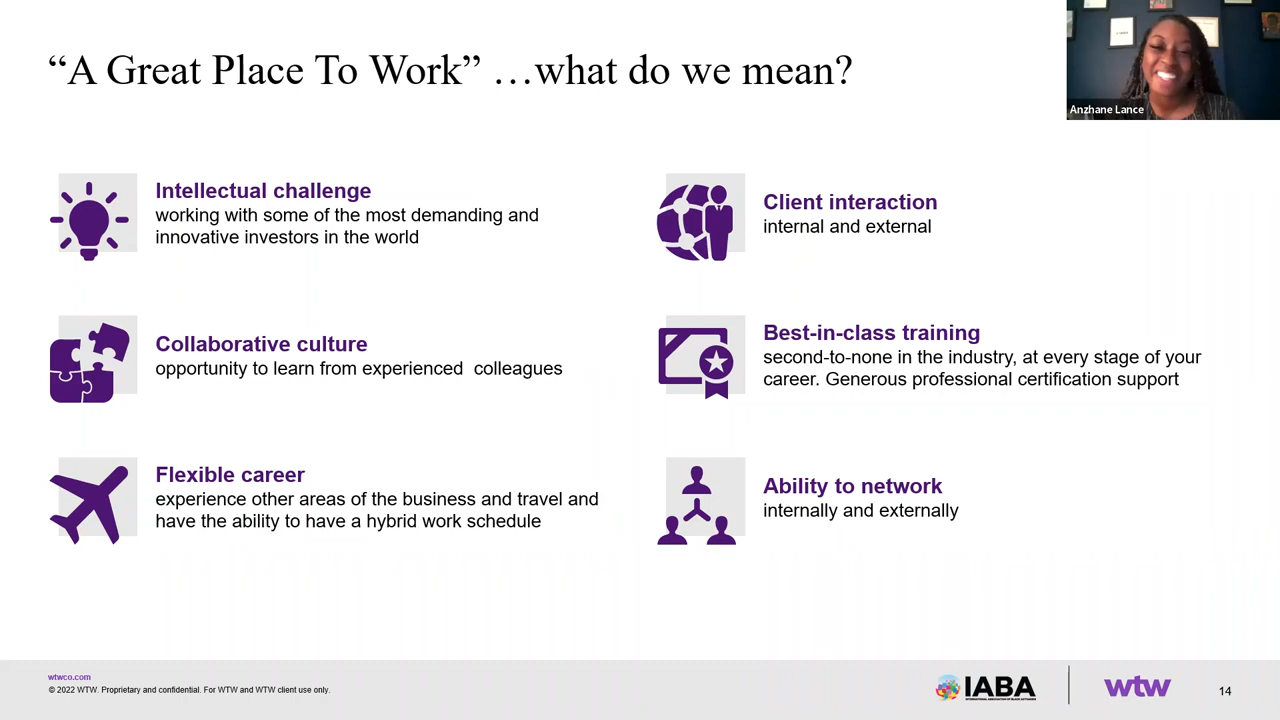 “A Great Place To Work” …what do we mean?
Anzhane Lance
Intellectual challenge
working with some of the most demanding and
innovative investors in the world
Client interaction
internal and external
Collaborative culture
opportunity to learn from experienced  colleagues
Best-in-class training
second-to-none in the industry, at every stage of your
career. Generous professional certification support
Flexible career
experience other areas of the business and travel and
have the ability to have a hybrid work schedule
Ability to network
internally and externally
wtwco.com
© 2022 WTW. Proprietary and confidential. For WTW and WTW client use only.
IABA
INTERNATIONAL ASSOCIATION OF BLACK ACTUARIES
wtw
14